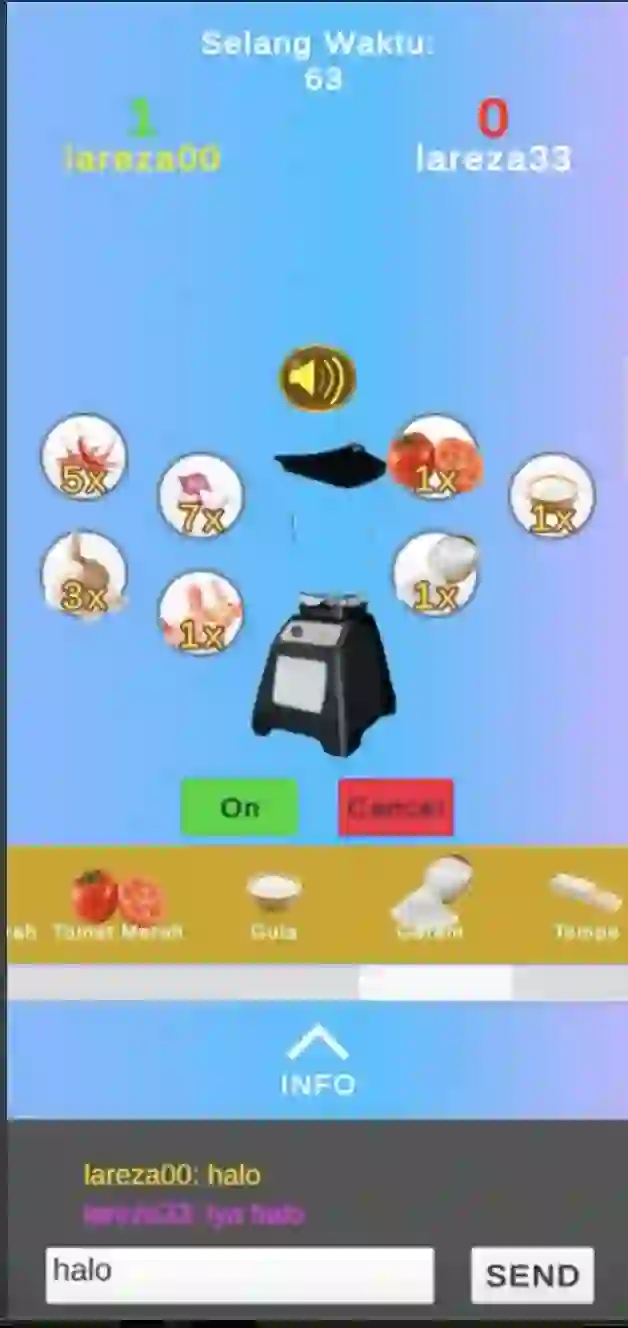 Selang Waktu:
63
1
0
lareza00
lareza33
5x
7x
1x
1x
3x
1x
1x
On
Cancel
rah
Tomat Merah
Gula
Garam
Tempe
INFO
lareza00: halo
lareza33: iya halo
halo
SEND